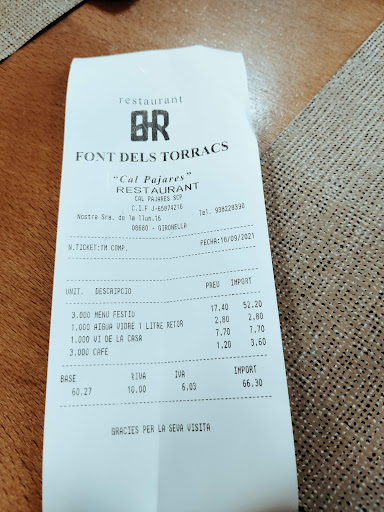 restaurant
BR
FONT DELS TORRACS
"Cal Pajares"
RESTAURANT
CAL PAJARES SCP
C.I.F J-65874216
Nostra Sra. de la llum.16 Tel. 938228390
08680 - GIRONELLA
N.TICKET:TM COMP. FECHA:16/09/2021
UNIT. DESCRIPCIO PREU IMPORT
3.000 MENU FESTIU 17,40 52,20
1.000 AIGUA VIDRE 1 LITRE RETOR 2,80 2,80
1.000 VI DE LA CASA 7,70 7,70
3.000 CAFE 1,20 3,60
BASE %IVA IVA IMPORT
60,27 10.00 6.03 66,30
GRACIES PER LA SEVA VISITA